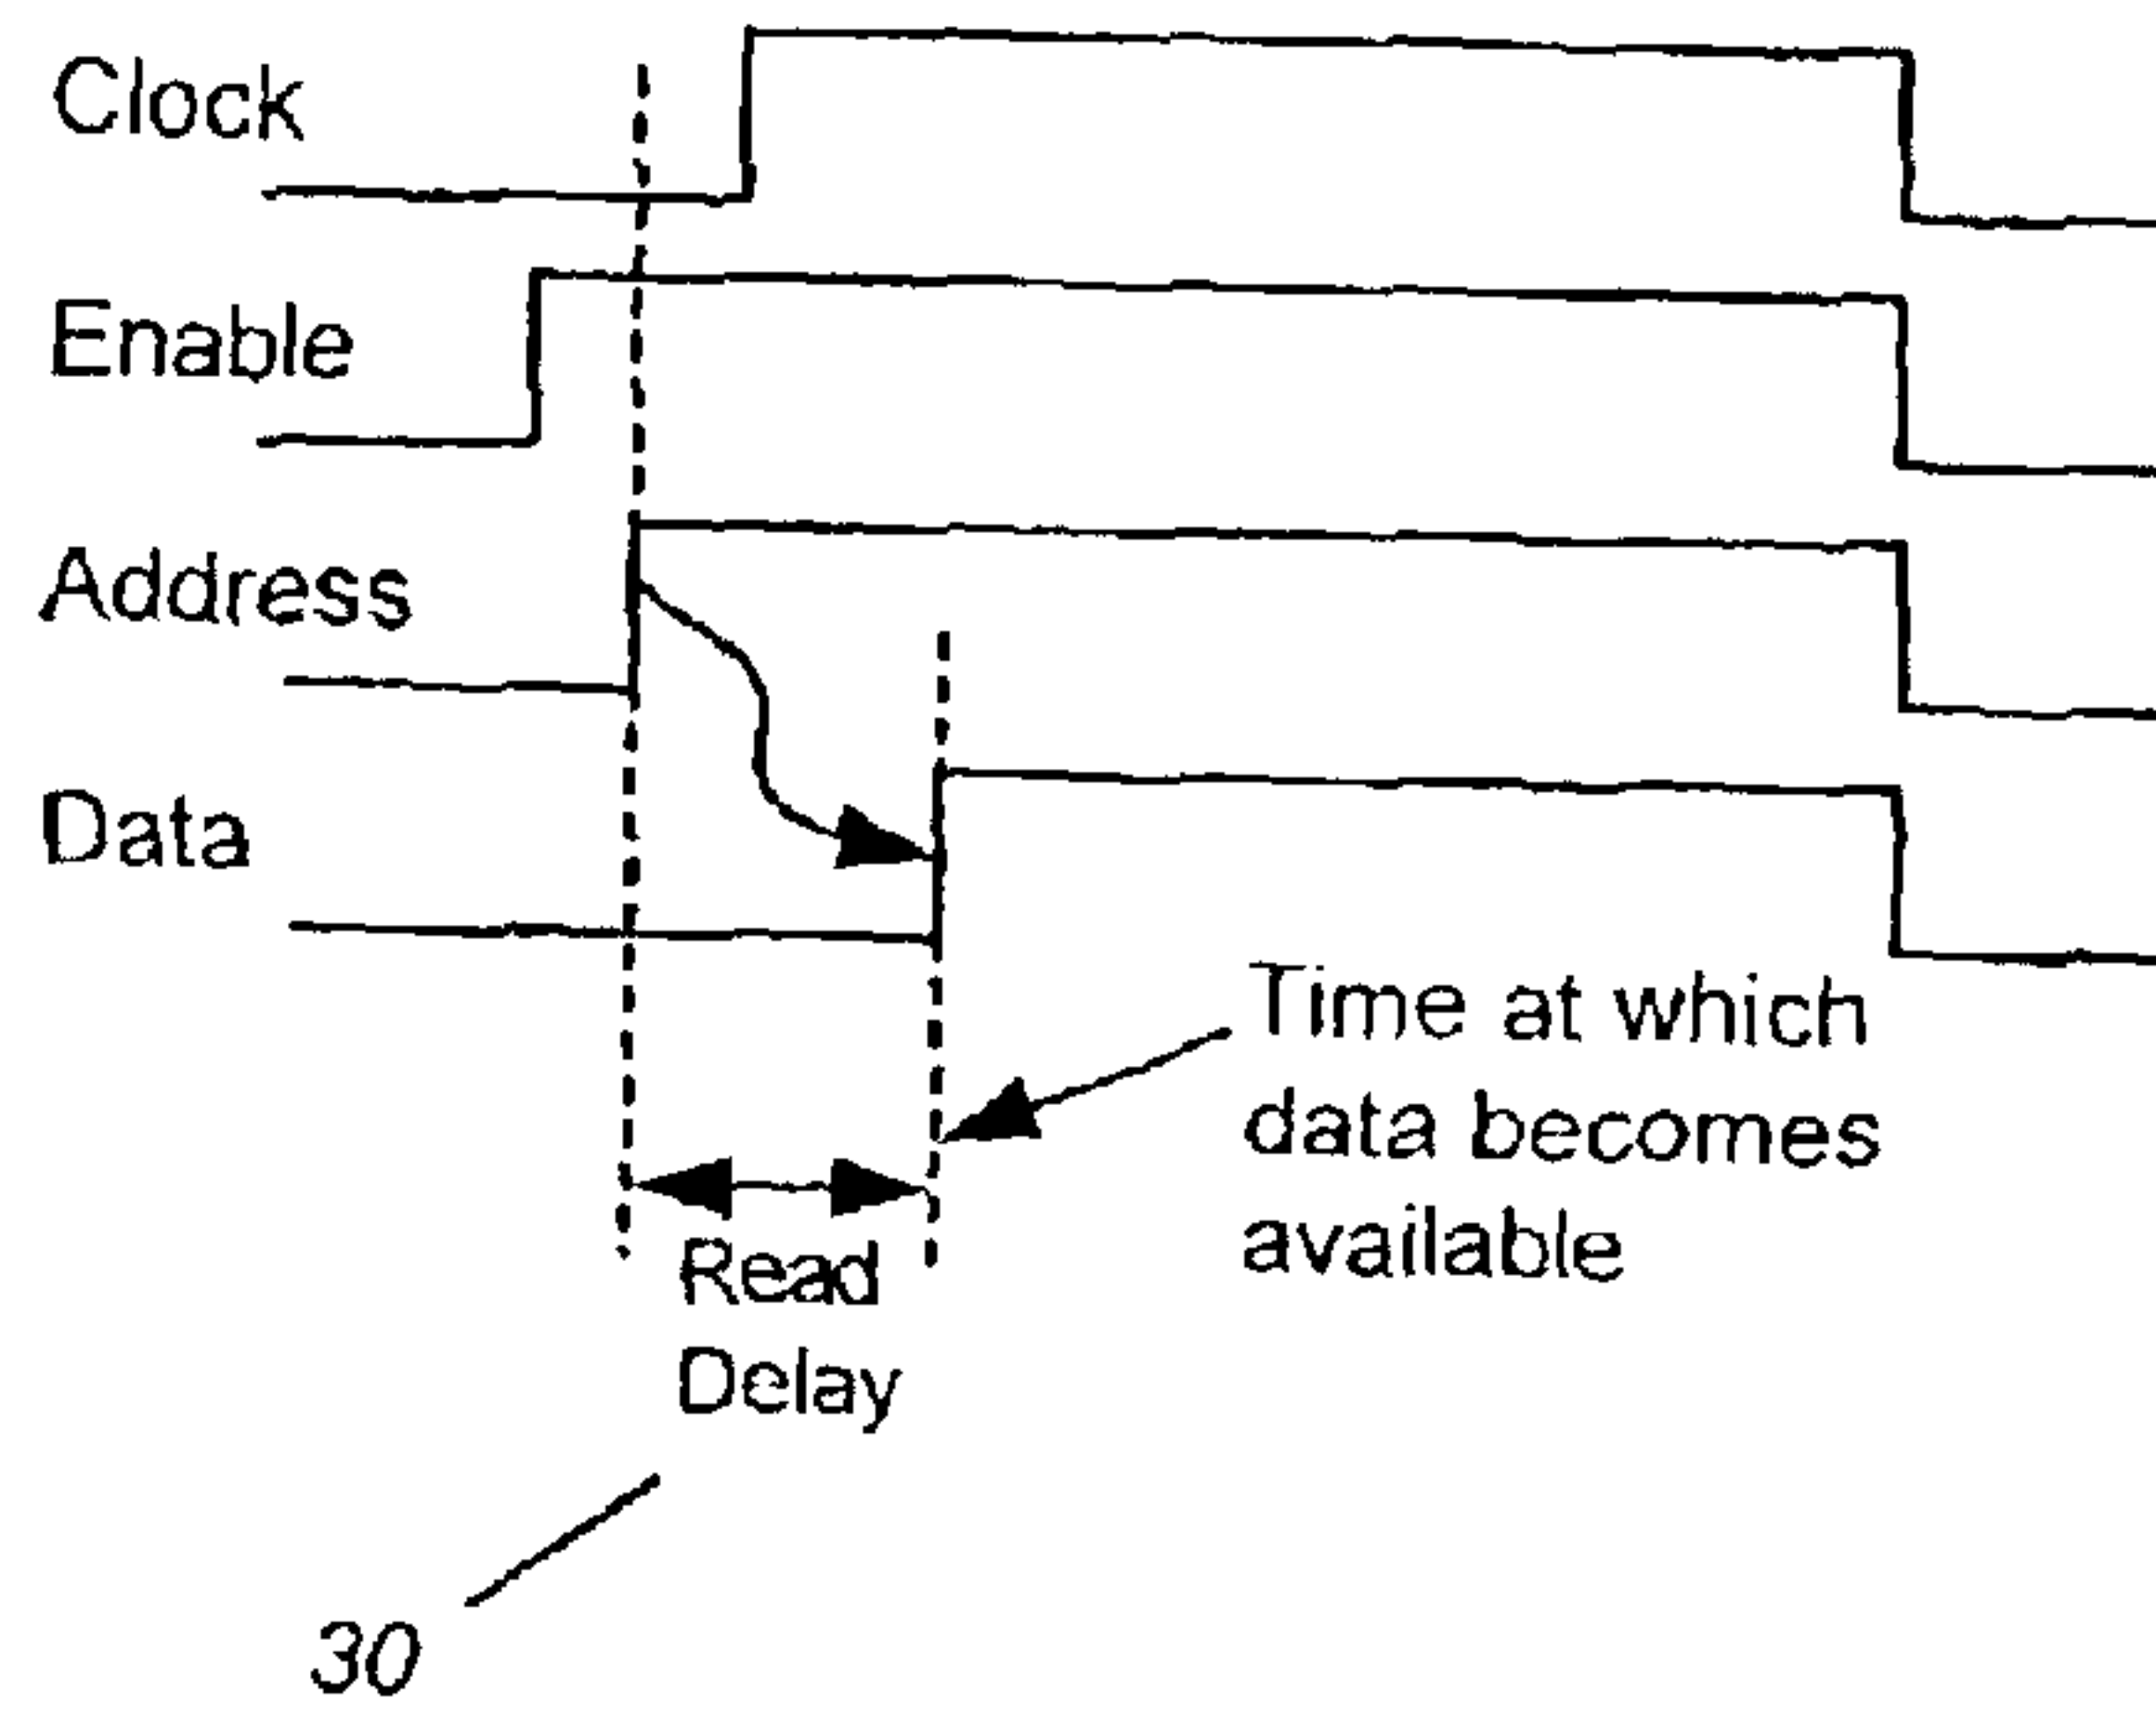 Clock
Enable
Address
Data
Time at which
data becomes
available
Read
Delay
30